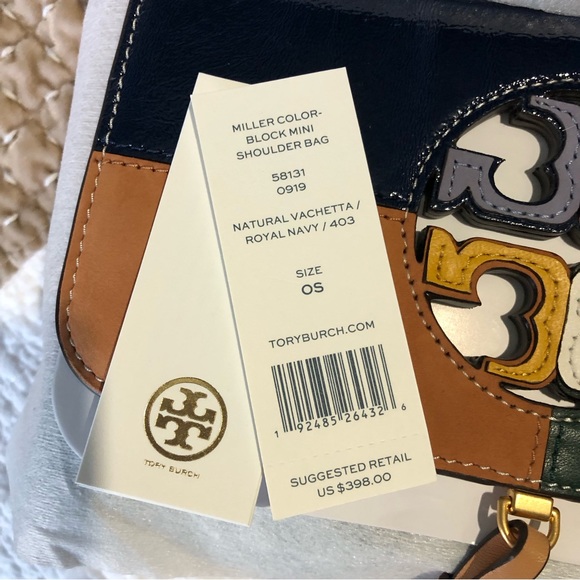 MILLER COLOR-
BLOCK MINI
SHOULDER BAG
58131
0919
NATURAL VACHETTA /
ROYAL NAVY / 403
SIZE
OS
TORYBURCH.COM
1 92485 26432 6
SUGGESTED RETAIL
US $398.00
TORY BURCH